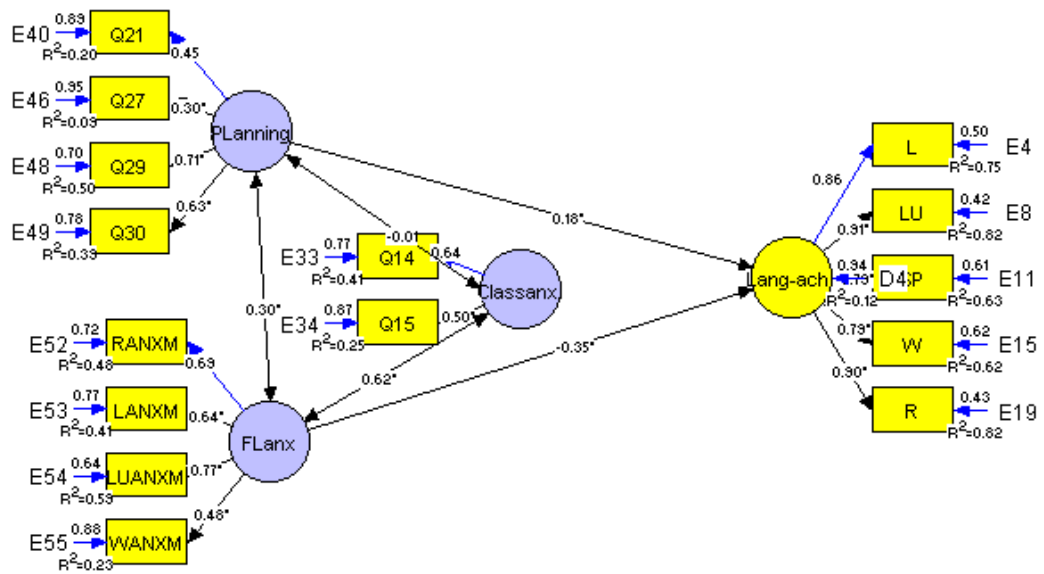 E40 0.89 Q21
R²=0.20 0.45
E46 0.95 Q27
R²=0.09 0.30*
PLanning
E48 0.70 Q29
R²=0.50 0.71*
E49 0.78 Q30
R²=0.39 0.63*
L 0.50 E4
R²=0.75
0.86
LU 0.42 E8
R²=0.82
0.91*
0.18*
-0.01
E33 0.77 Q14 0.64
R²=0.41
Classanx
E34 0.87 Q15
R²=0.25 0.50*
Lang-ach 0.94 D4 SP 0.61 E11
0.79*
R²=0.12 R²=0.63
0.30*
W 0.62 E15
0.79* R²=0.62
E52 0.72 RANXM
R²=0.48 0.69
-0.35*
0.62*
0.90*
R 0.43 E19
R²=0.82
E53 0.77 LANXM
R²=0.41 0.64*
FLanx
E54 0.64 LUANXM
R²=0.59 0.77*
0.48*
E55 0.88 WANXM
R²=0.23